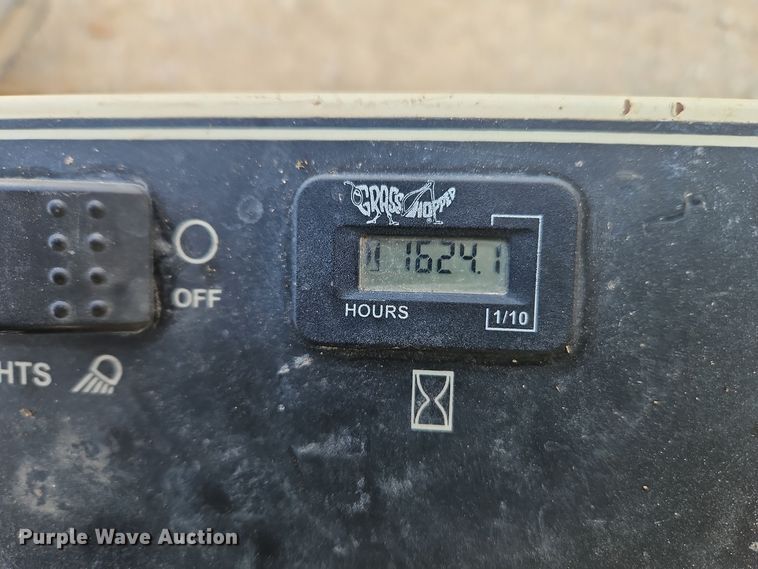 GRASSHOPPER
1624.1
HOURS
1/10
OFF
HTS
Purple Wave Auction®